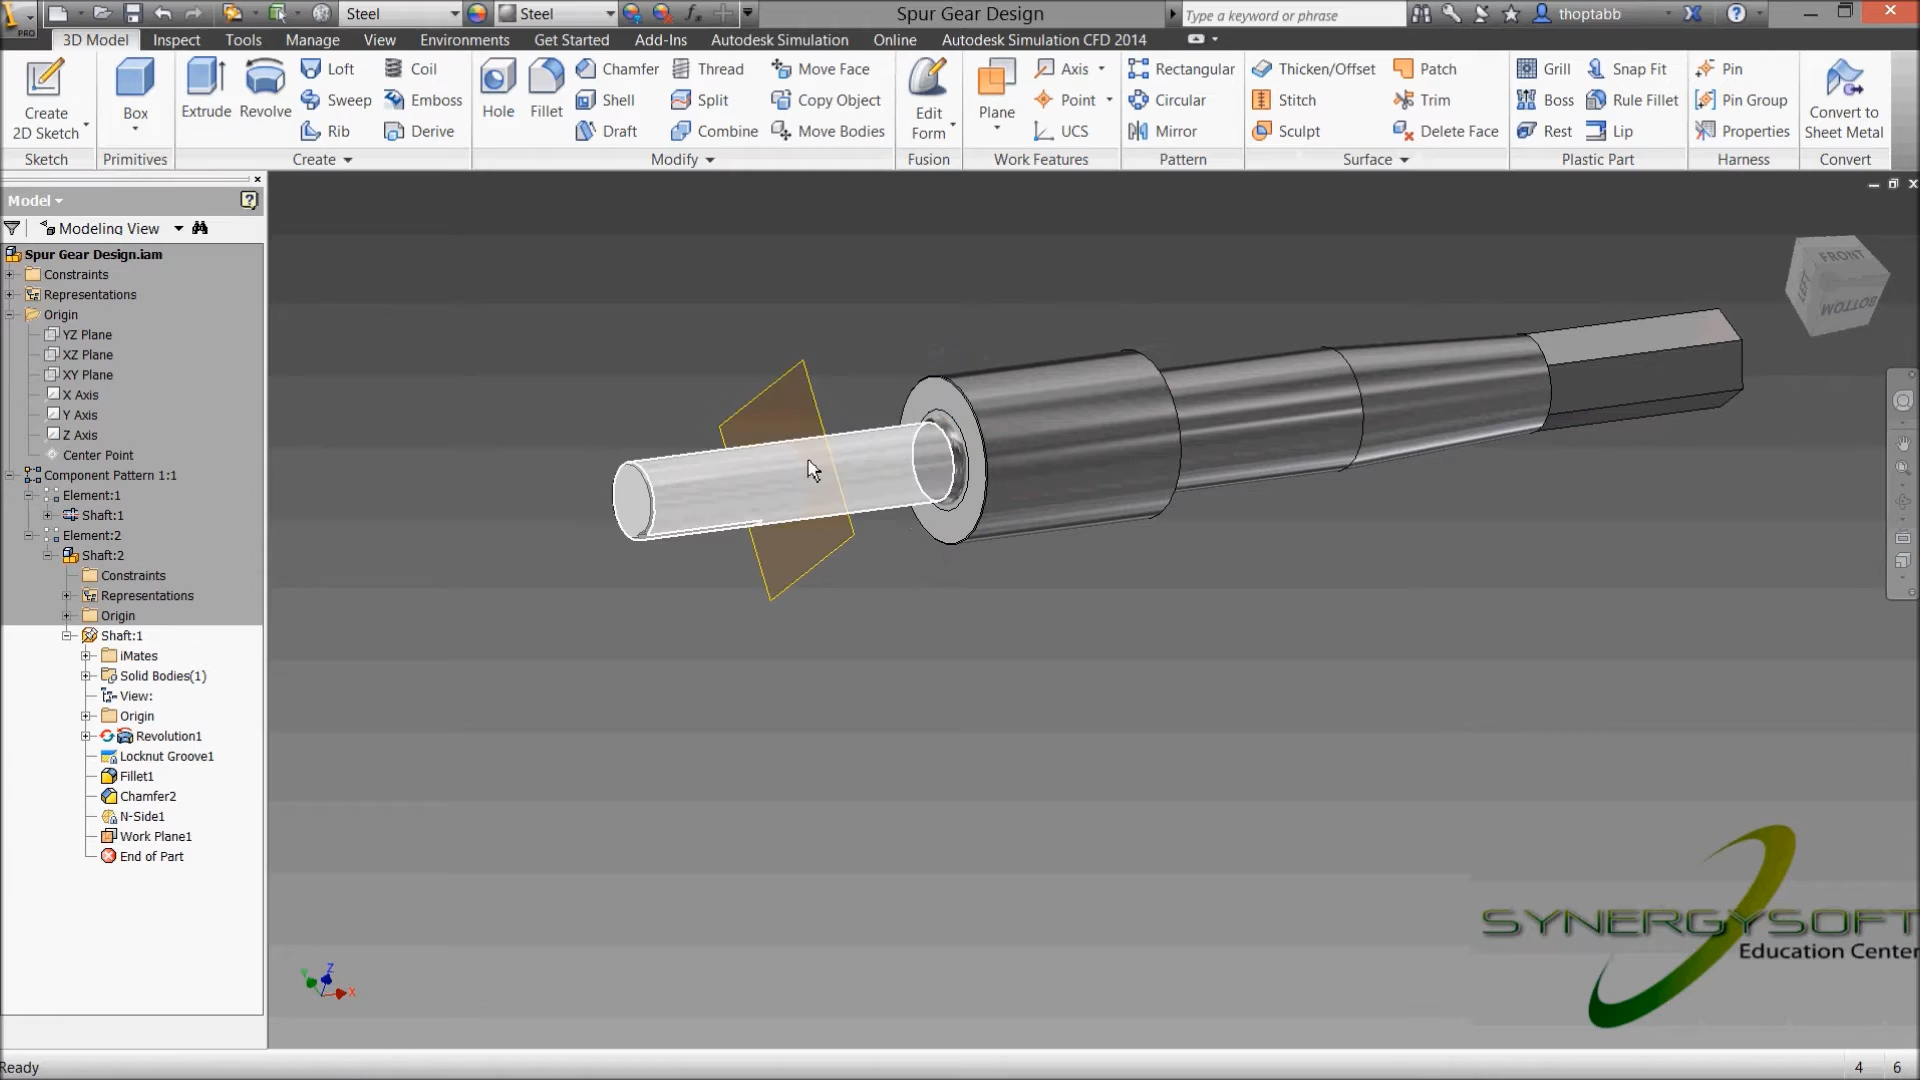 PRO
Steel
Steel
Spur Gear Design
Type a keyword or phrase
thoptabb
3D Model Inspect Tools Manage View Environments Get Started Add-Ins Autodesk Simulation Online Autodesk Simulation CFD 2014
Create
2D Sketch
Sketch
Box
Primitives
Extrude
Revolve
Loft
Sweep
Rib
Coil
Emboss
Derive
Create
Hole
Fillet
Chamfer
Shell
Draft
Thread
Split
Combine
Move Face
Copy Object
Move Bodies
Modify
Edit
Form
Fusion
Plane
Axis
Point
UCS
Work Features
Rectangular
Circular
Mirror
Pattern
Thicken/Offset
Stitch
Sculpt
Patch
Trim
Delete Face
Surface
Grill
Boss
Rest
Snap Fit
Rule Fillet
Lip
Plastic Part
Pin
Pin Group
Properties
Harness
Convert to
Sheet Metal
Convert
Model
Modeling View
Spur Gear Design.iam
Constraints
Representations
Origin
YZ Plane
XZ Plane
XY Plane
X Axis
Y Axis
Z Axis
Center Point
Component Pattern 1:1
Element:1
Shaft:1
Element:2
Shaft:2
Constraints
Representations
Origin
Shaft:1
iMates
Solid Bodies(1)
View:
Origin
Revolution1
Locknut Groove1
Fillet1
Chamfer2
N-Side1
Work Plane1
End of Part
FRONT
LEFT
BOTTOM
Z
X
SYNERGYSOFT
Education Center
Ready
4 6